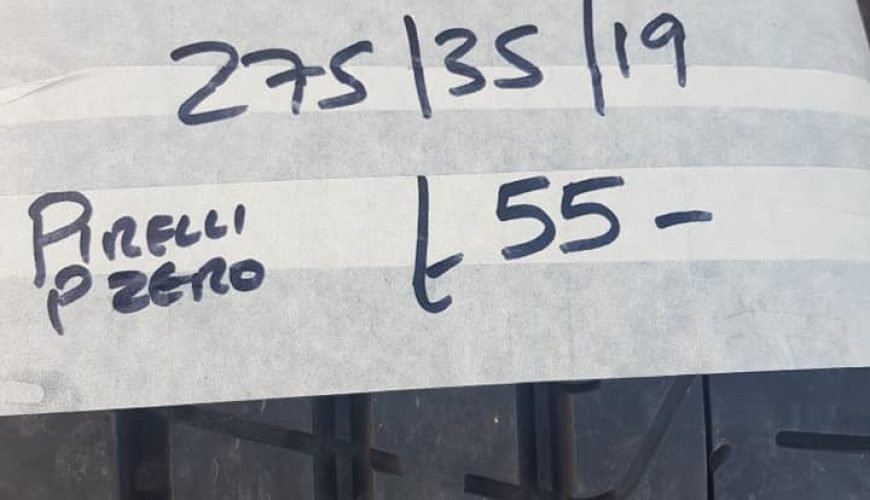 275/35/19
PIRELLI £55-
P ZERO